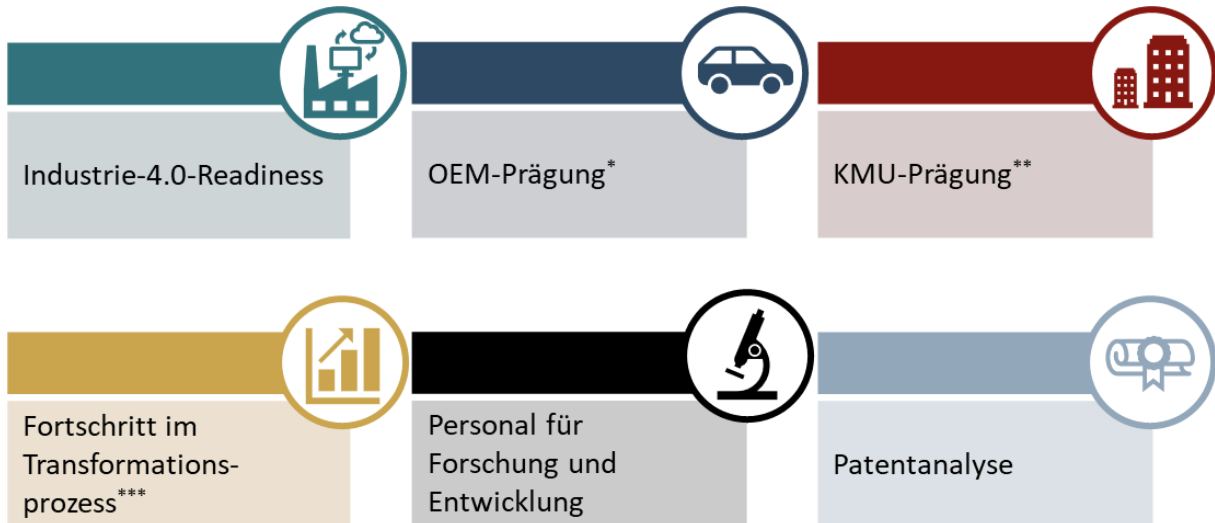 Industrie-4.0-Readiness
OEM-Prägung*
KMU-Prägung**
Fortschritt im
Transformations-
prozess***
Personal für
Forschung und
Entwicklung
Patentanalyse